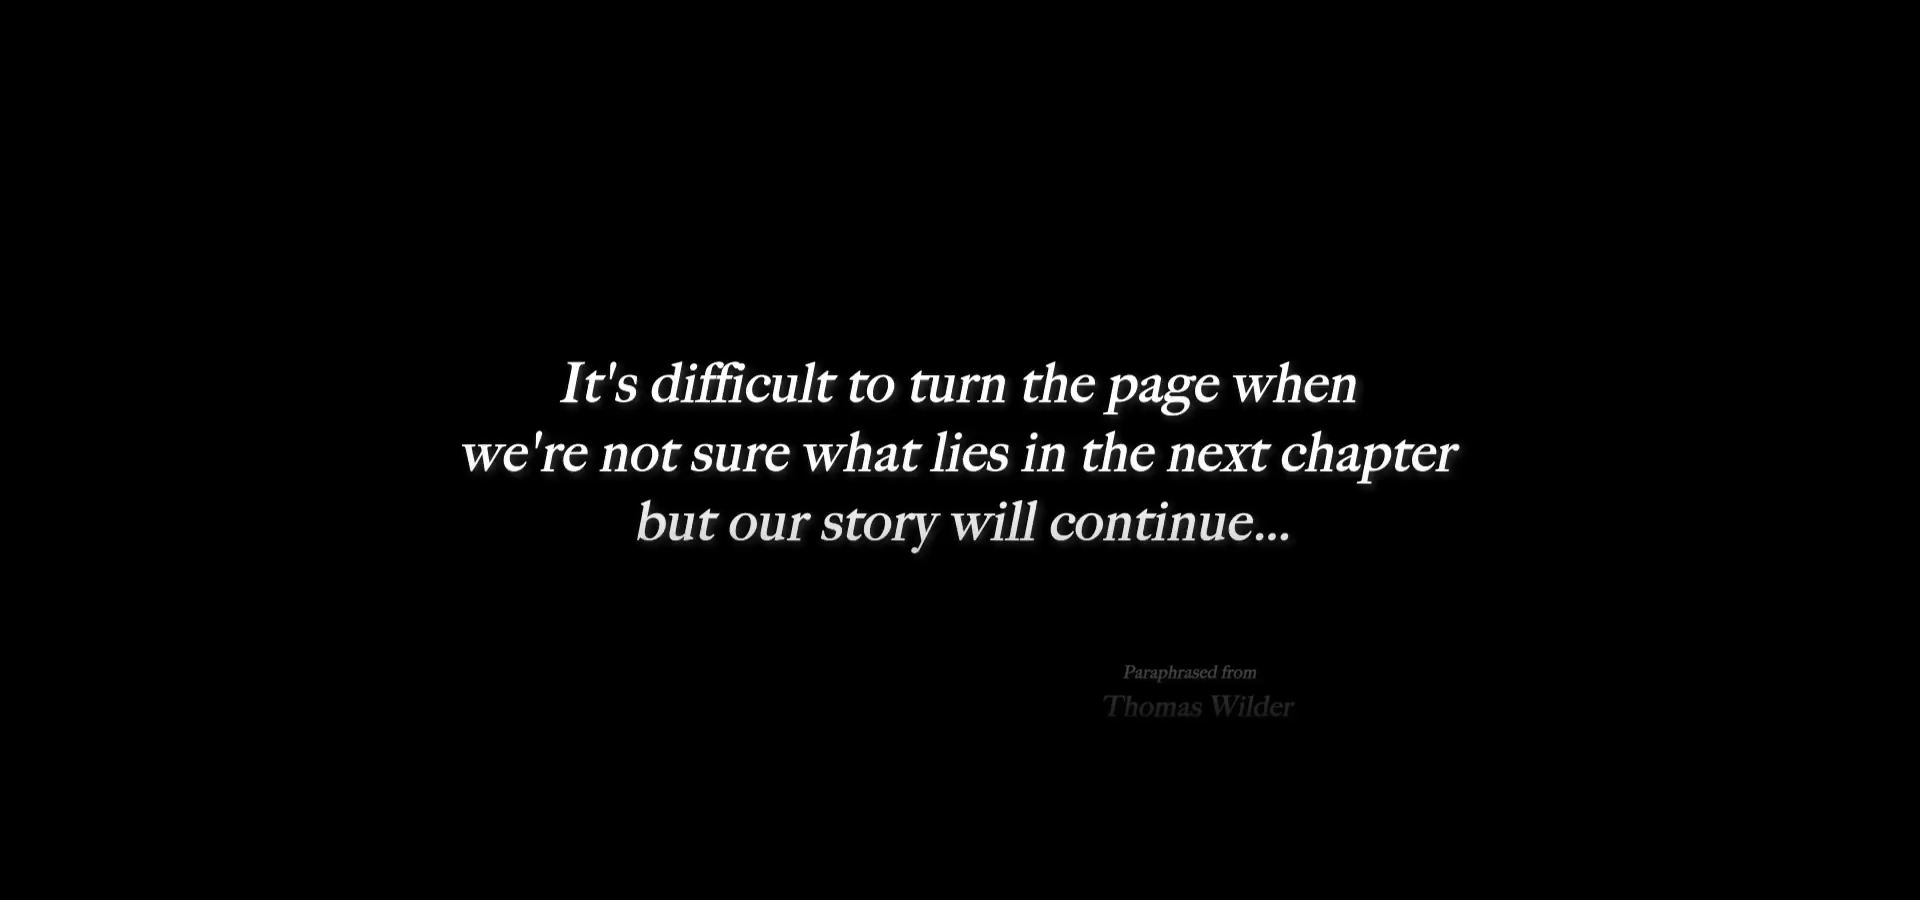 It's difficult to turn the page when
we're not sure what lies in the next chapter
but our story will continue...
Paraphrased from
Thomas Wilder